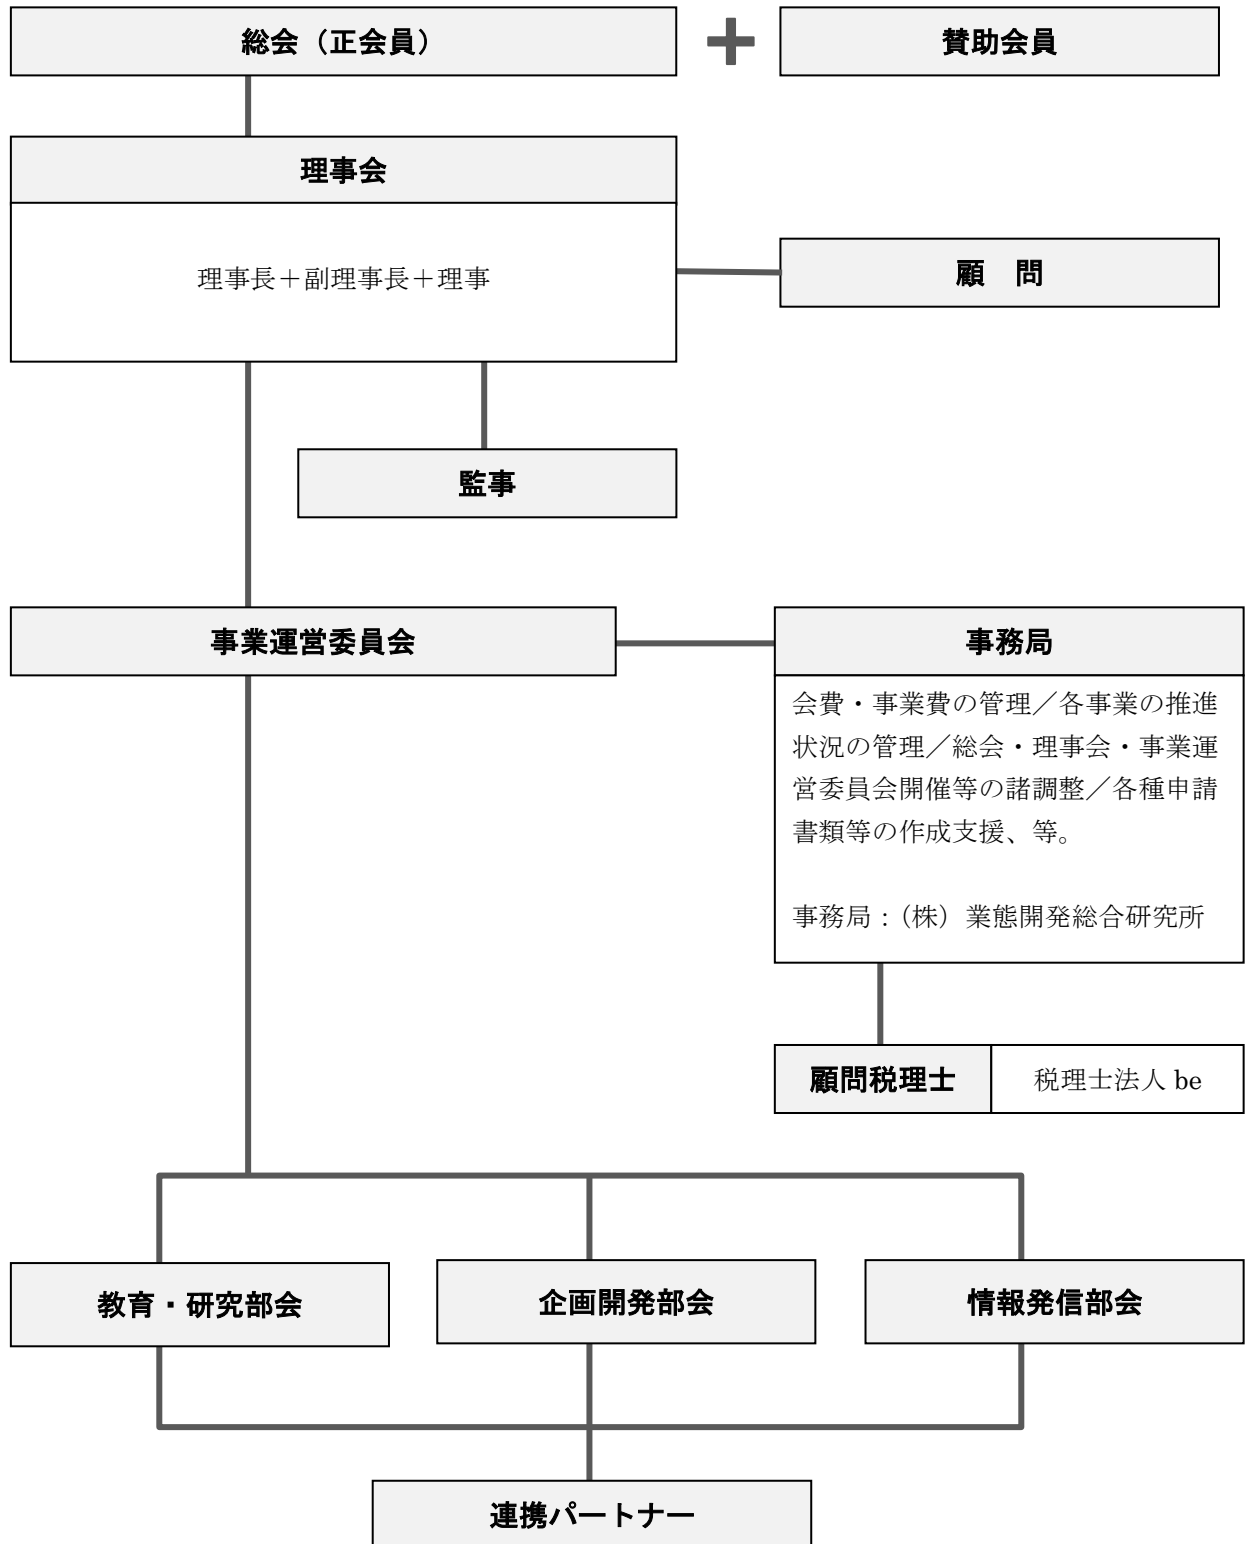 総会（正会員）
賛助会員
理事会
理事長＋副理事長＋理事
顧　問
監事
事業運営委員会
事務局
会費・事業費の管理／各事業の推進
状況の管理／総会・理事会・事業運
営委員会開催等の諸調整／各種申請
書類等の作成支援、等。
事務局：（株）業態開発総合研究所
顧問税理士
税理士法人 be
教育・研究部会
企画開発部会
情報発信部会
連携パートナー